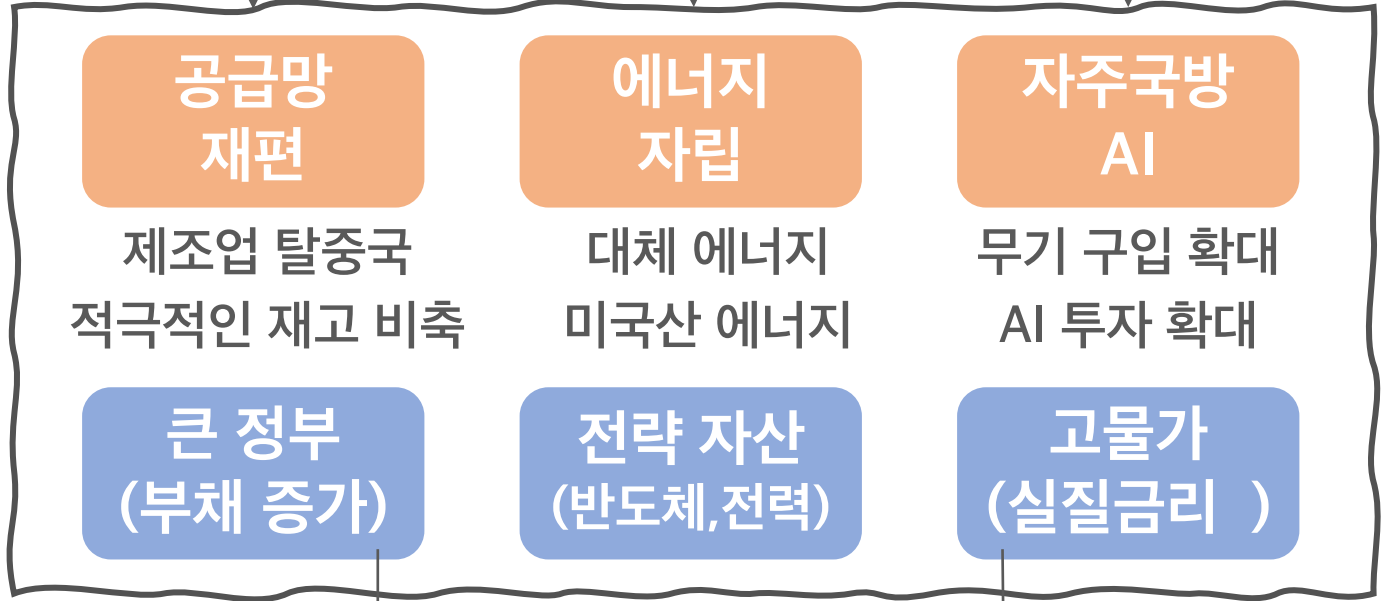 공급망
재편
에너지
자립
자주국방
AI
제조업 탈중국
적극적인 재고 비축
대체 에너지
미국산 에너지
무기 구입 확대
AI 투자 확대
큰 정부
(부채 증가)
전략 자산
(반도체,전력)
고물가
(실질금리 )